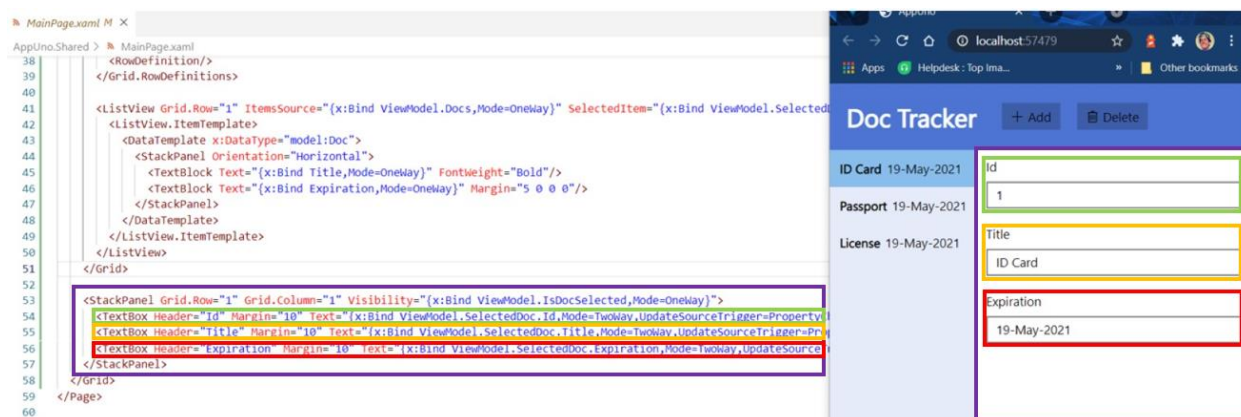 MainPage.xaml M ×
AppUno.Shared > MainPage.xaml
38 <RowDefinition/>
39 </Grid.RowDefinitions>
40
41 <ListView Grid.Row="1" ItemsSource="{x:Bind ViewModel.Docs,Mode=OneWay}" SelectedItem="{x:Bind ViewModel.SelectedD
42 <ListView.ItemTemplate>
43 <DataTemplate x:DataType="model:Doc">
44 <StackPanel Orientation="Horizontal">
45 <TextBlock Text="{x:Bind Title,Mode=OneWay}" FontWeight="Bold"/>
46 <TextBlock Text="{x:Bind Expiration,Mode=OneWay}" Margin="5 0 0 0"/>
47 </StackPanel>
48 </DataTemplate>
49 </ListView.ItemTemplate>
50 </ListView>
51 </Grid>
52
53 <StackPanel Grid.Row="1" Grid.Column="1" Visibility="{x:Bind ViewModel.IsDocSelected,Mode=OneWay}">
54 <TextBox Header="Id" Margin="10" Text="{x:Bind ViewModel.SelectedDoc.Id,Mode=TwoWay,UpdateSourceTrigger=Property
55 <TextBox Header="Title" Margin="10" Text="{x:Bind ViewModel.SelectedDoc.Title,Mode=TwoWay,UpdateSourceTrigger=Pro
56 <TextBox Header="Expiration" Margin="10" Text="{x:Bind ViewModel.SelectedDoc.Expiration,Mode=TwoWay,UpdateSource
57 </StackPanel>
58 </Grid>
59 </Page>
60
AppUno
localhost:57479
Apps Helpdesk : Top Ima... » Other bookmarks
Doc Tracker + Add Delete
ID Card 19-May-2021
Passport 19-May-2021
License 19-May-2021
Id
1
Title
ID Card
Expiration
19-May-2021